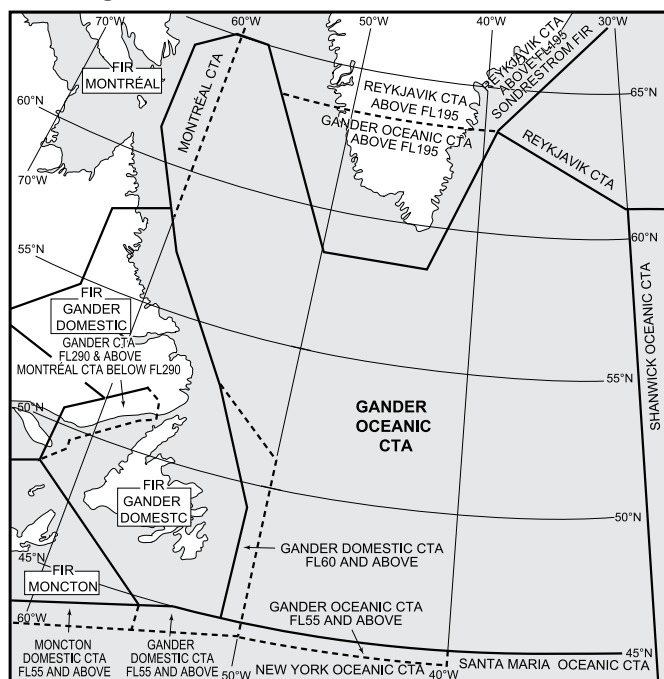 70°W
60°W
50°W
40°W
30°W
FIR
MONTRÉAL
MONTRÉAL CTA
REYKJAVIK CTA
ABOVE FL195
SONDRESTROM FIR
65°N
REYKJAVIK CTA
ABOVE FL195
GANDER OCEANIC CTA
ABOVE FL195
REYKJAVIK CTA
60°N
70°W
60°N
55°N
FIR
GANDER
DOMESTIC
GANDER CTA
FL290 & ABOVE
MONTRÉAL CTA BELOW FL290
SHANWICK OCEANIC CTA
55°N
50°N
GANDER
OCEANIC
CTA
FIR
GANDER
DOMESTC
50°N
GANDER DOMESTIC CTA
FL60 AND ABOVE
45°N
FIR
MONCTON
60°W
GANDER OCEANIC CTA
FL55 AND ABOVE
MONCTON
DOMESTIC CTA
FL55 AND ABOVE
GANDER
DOMESTIC CTA
FL55 AND ABOVE
50°W
NEW YORK OCEANIC CTA
40°W
SANTA MARIA OCEANIC CTA
45°N